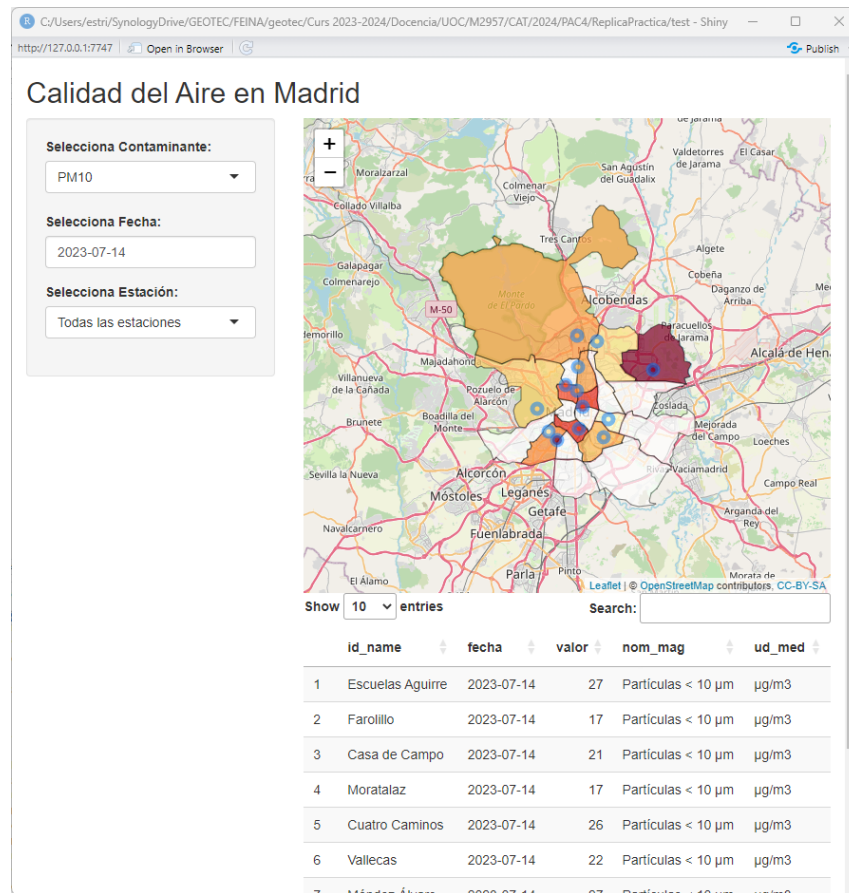 C:/Users/estri/SynologyDrive/GEOTEC/FEINA/geotec/Curs 2023-2024/Docencia/UOC/M2957/CAT/2024/PAC4/ReplicaPractica/test - Shiny
http://127.0.0.1:7747 Open in Browser Publish
Calidad del Aire en Madrid
Selecciona Contaminante:
PM10
Selecciona Fecha:
2023-07-14
Selecciona Estación:
Todas las estaciones
+
−
de Jarama
Moralzarzal
Valdetorres
de Jarama
El Casar
San Agustín
del Guadalix
Colmenar
Viejo
Collado Villalba
Tres Cantos
Algete
Galapagar
Cobeña
Colmenarejo
Monte
de El Pardo
Daganzo de
Arriba
Alcobendas
M-50
Paracuellos
de Jarama
Majadahonda
Alcalá de Hen
Villanueva
de la Cañada
Pozuelo de
Alarcón
Coslada
Boadilla del
Monte
Brunete
Mejorada
del Campo
Loeches
Sevilla la Nueva
Alcorcón
Rivas-Vaciamadrid
Campo Real
Móstoles
Leganés
Getafe
Arganda del
Rey
Navalcarnero
Fuenlabrada
El Álamo
Parla
Pinto
Morata de
Leaflet | © OpenStreetMap contributors, CC-BY-SA
Show 10 entries Search:
id_name fecha valor nom_mag ud_med
1 Escuelas Aguirre 2023-07-14 27 Partículas < 10 µm µg/m3
2 Farolillo 2023-07-14 17 Partículas < 10 µm µg/m3
3 Casa de Campo 2023-07-14 21 Partículas < 10 µm µg/m3
4 Moratalaz 2023-07-14 17 Partículas < 10 µm µg/m3
5 Cuatro Caminos 2023-07-14 26 Partículas < 10 µm µg/m3
6 Vallecas 2023-07-14 22 Partículas < 10 µm µg/m3